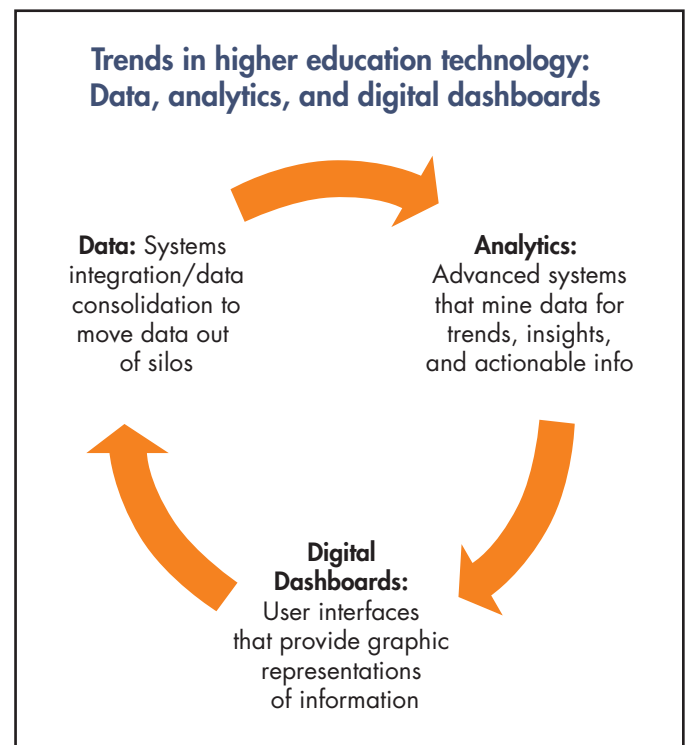 Trends in higher education technology:
Data, analytics, and digital dashboards
Data: Systems
integration/data
consolidation to
move data out
of silos
Analytics:
Advanced systems
that mine data for
trends, insights,
and actionable info
Digital
Dashboards:
User interfaces
that provide graphic
representations
of information